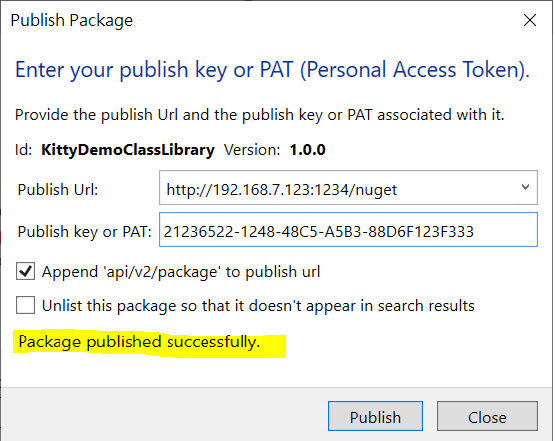 Publish Package
Enter your publish key or PAT (Personal Access Token).
Provide the publish Url and the publish key or PAT associated with it.
Id: KittyDemoClassLibrary Version: 1.0.0
Publish Url: http://192.168.7.123:1234/nuget
Publish key or PAT: 21236522-1248-48C5-A5B3-88D6F123F333
Append 'api/v2/package' to publish url
Unlist this package so that it doesn't appear in search results
Package published successfully.
Publish Close